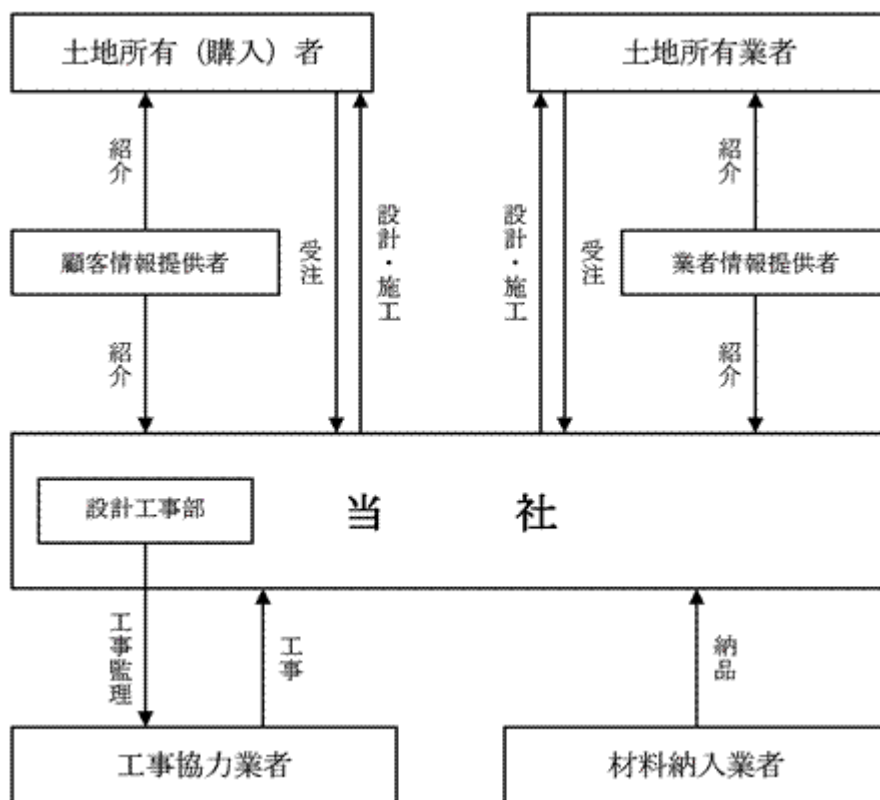 土地所有（購入）者
土地所有業者
紹介
紹介
設計・施工
設計・施工
受注
受注
顧客情報提供者
業者情報提供者
紹介
紹介
設計工事部
当社
工事監理
工事
納品
工事協力業者
材料納入業者